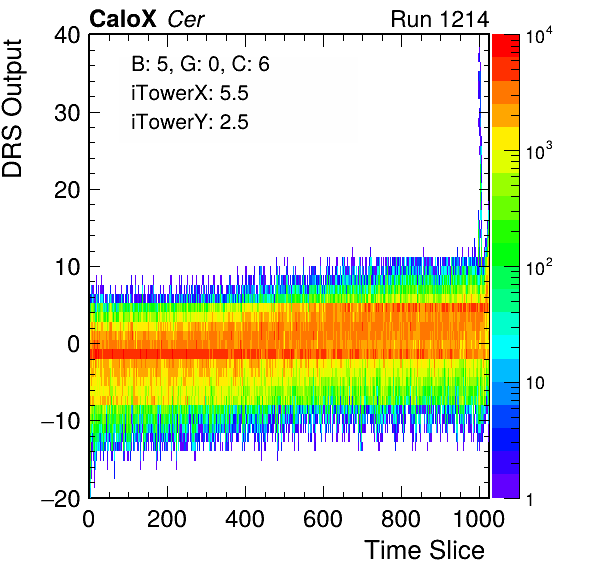 CaloX Cer Run 1214
B: 5, G: 0, C: 6
iTowerX: 5.5
iTowerY: 2.5
DRS Output
40
30
20
10
0
−10
−20
0 200 400 600 800 1000
Time Slice
10^4
10^3
10^2
10
1